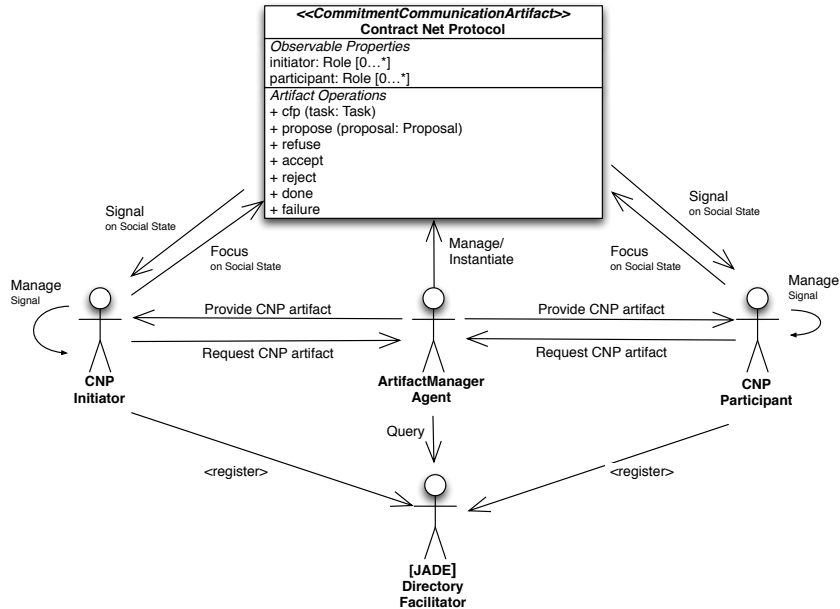 <<CommitmentCommunicationArtifact>>
Contract Net Protocol
Observable Properties
initiator: Role [0...*]
participant: Role [0...*]
Artifact Operations
+ cfp (task: Task)
+ propose (proposal: Proposal)
+ refuse
+ accept
+ reject
+ done
+ failure
Signal
on Social State
Focus
on Social State
Manage/
Instantiate
Signal
on Social State
Focus
on Social State
Manage
Signal
Provide CNP artifact
Request CNP artifact
Provide CNP artifact
Request CNP artifact
Manage
Signal
CNP
Initiator
ArtifactManager
Agent
CNP
Participant
Query
<register>
<register>
[JADE]
Directory
Facilitator